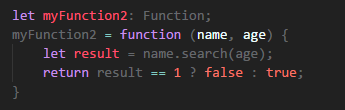 let myFunction2: Function;
myFunction2 = function (name, age) {
    let result = name.search(age);
    return result == 1 ? false : true;
}